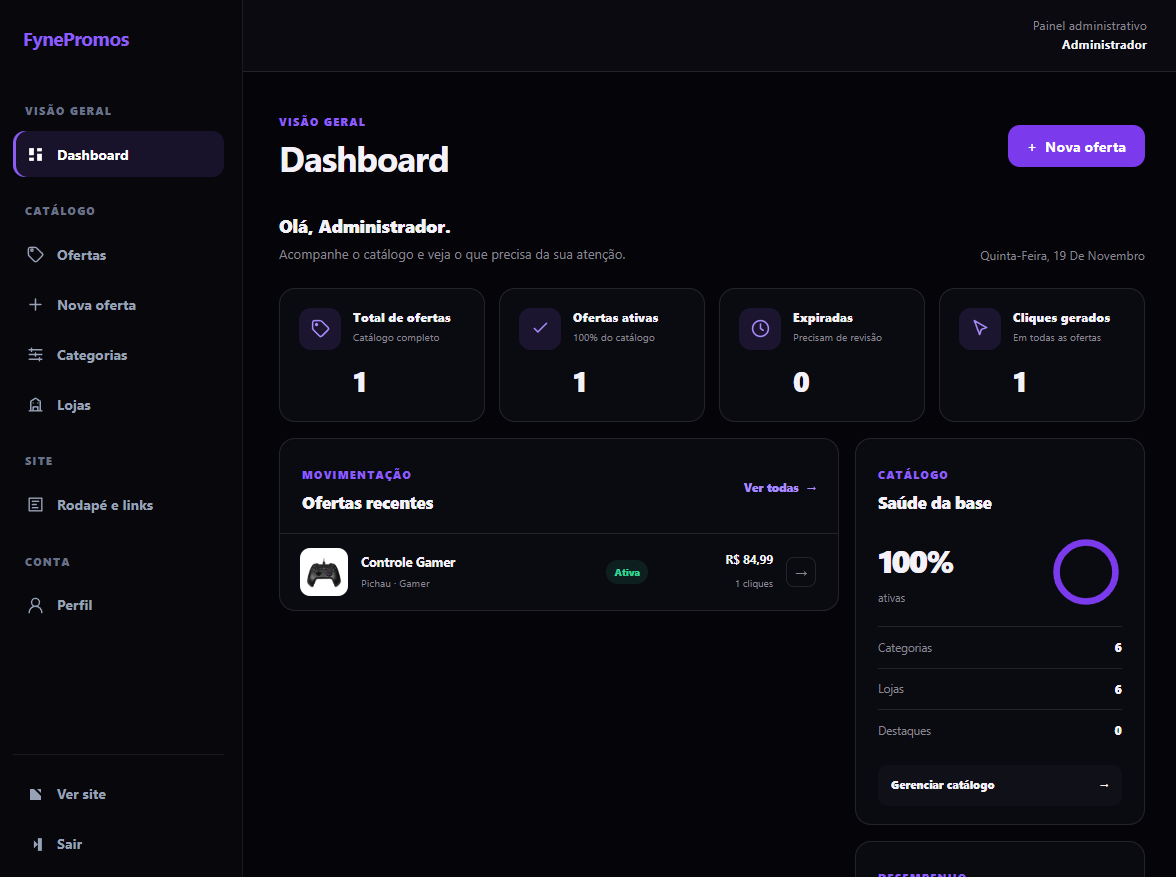 FynePromos
Painel administrativo
Administrador
VISÃO GERAL
Dashboard
CATÁLOGO
Ofertas
+ Nova oferta
Categorias
Lojas
SITE
Rodapé e links
CONTA
Perfil
Ver site
Sair
VISÃO GERAL
Dashboard
+ Nova oferta
Olá, Administrador.
Acompanhe o catálogo e veja o que precisa da sua atenção.
Quinta-Feira, 19 De Novembro
Total de ofertas
Catálogo completo
1
Ofertas ativas
100% do catálogo
1
Expiradas
Precisam de revisão
0
Cliques gerados
Em todas as ofertas
1
MOVIMENTAÇÃO
Ofertas recentes
Ver todas →
Controle Gamer
Pichau · Gamer
Ativa
R$ 84,99
1 cliques
→
CATÁLOGO
Saúde da base
100%
ativas
Categorias 6
Lojas 6
Destaques 0
Gerenciar catálogo →
DESEMPENHO